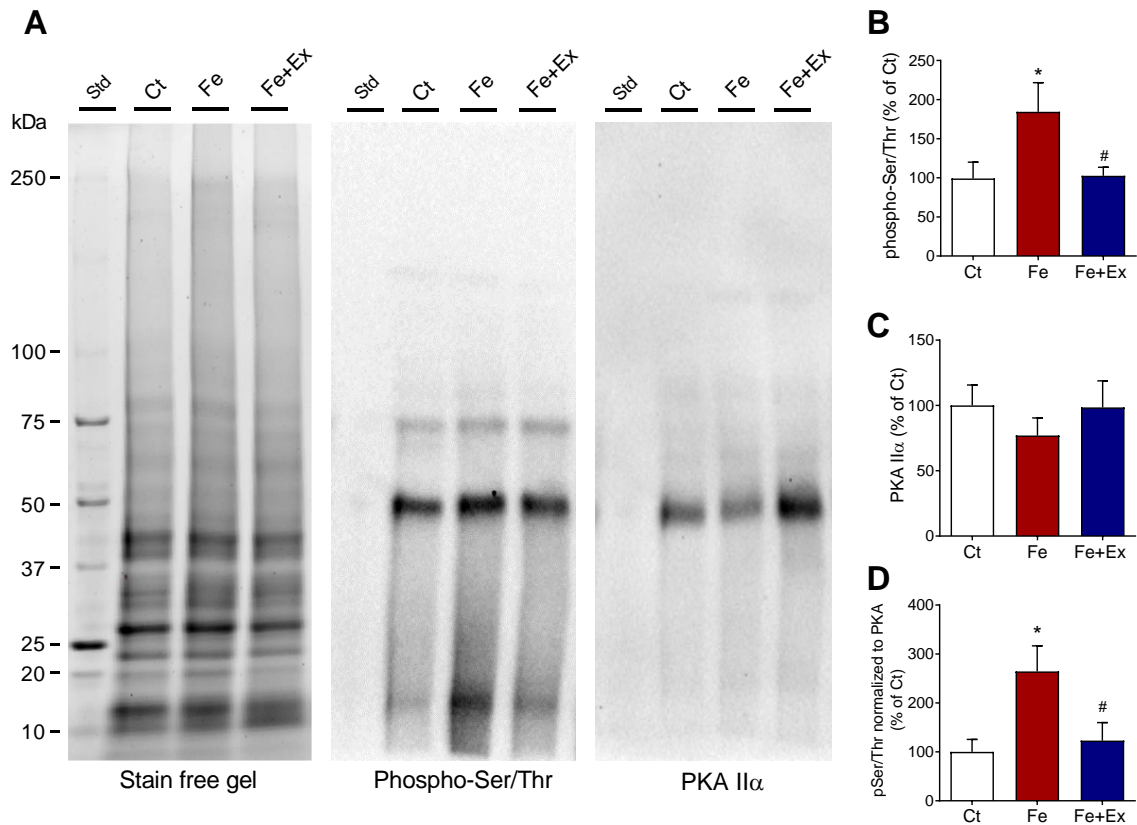 A
Std Ct Fe Fe+Ex
Std Ct Fe Fe+Ex
Std Ct Fe Fe+Ex
kDa
250
100
75
50
37
25
20
10
Stain free gel
Phospho-Ser/Thr
PKA IIα
B
phospho-Ser/Thr (% of Ct)
250
200
150
100
50
0
*
#
Ct Fe Fe+Ex
C
PKA IIα (% of Ct)
150
100
50
0
Ct Fe Fe+Ex
D
pSer/Thr normalized to PKA
(% of Ct)
400
300
200
100
0
*
#
Ct Fe Fe+Ex